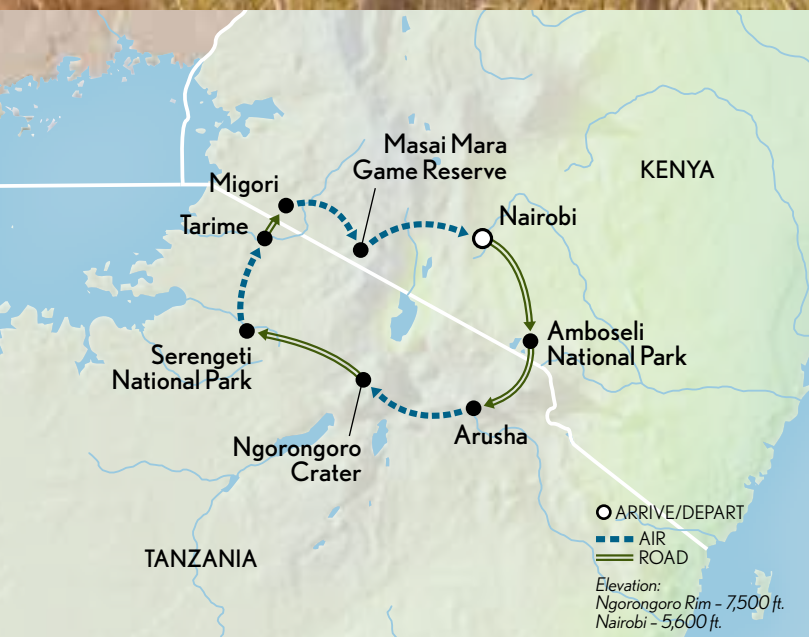 Masai Mara
Game Reserve
KENYA
Migori
Nairobi
Tarime
Amboseli
National Park
Serengeti
National Park
Arusha
Ngorongoro
Crater
TANZANIA
ARRIVE/DEPART
AIR
ROAD
Elevation:
Ngorongoro Rim – 7,500 ft.
Nairobi – 5,600 ft.